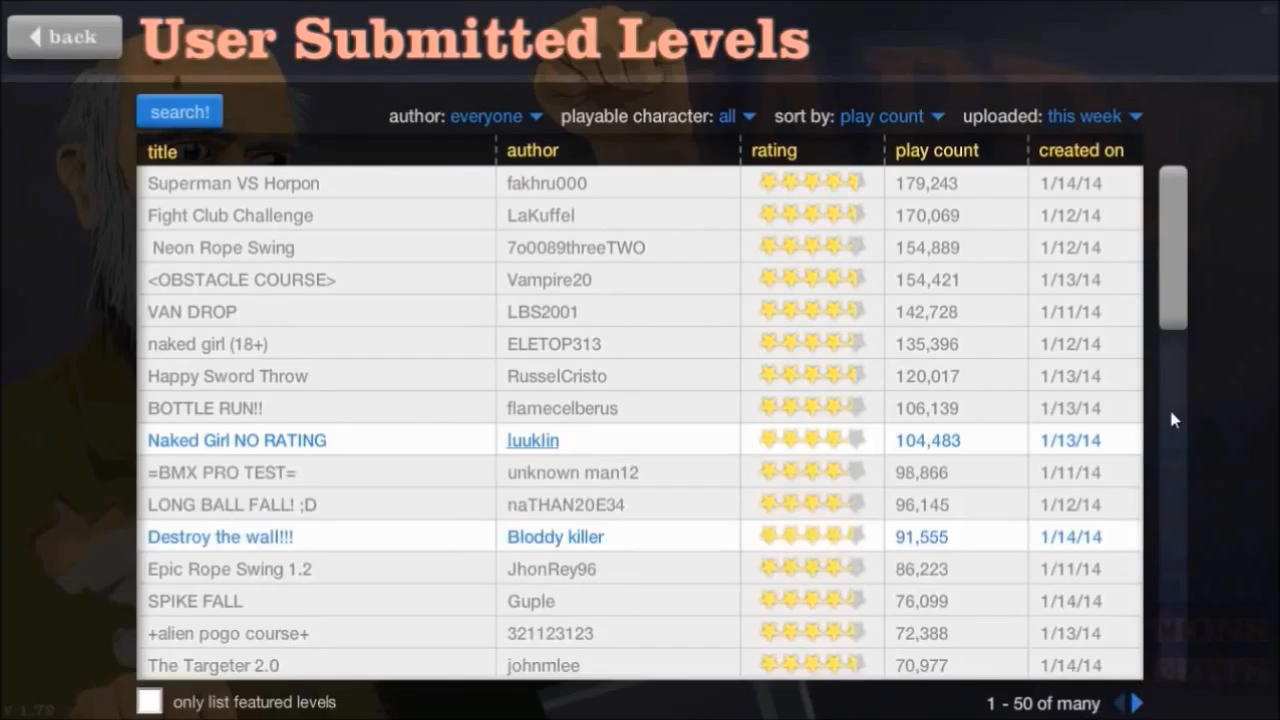 back
User Submitted Levels
search! author: everyone playable character: all sort by: play count uploaded: this week
title author rating play count created on
Superman VS Horpon fakhru000 179,243 1/14/14
Fight Club Challenge LaKuffel 170,069 1/12/14
Neon Rope Swing 7o0089threeTWO 154,889 1/12/14
<OBSTACLE COURSE> Vampire20 154,421 1/13/14
VAN DROP LBS2001 142,728 1/11/14
naked girl (18+) ELETOP313 135,396 1/12/14
Happy Sword Throw RusselCristo 120,017 1/13/14
BOTTLE RUN!! flamecelberus 106,139 1/13/14
Naked Girl NO RATING luuklin 104,483 1/13/14
=BMX PRO TEST= unknown man12 98,866 1/11/14
LONG BALL FALL! ;D naTHAN20E34 96,145 1/12/14
Destroy the wall!!! Bloddy killer 91,555 1/14/14
Epic Rope Swing 1.2 JhonRey96 86,223 1/11/14
SPIKE FALL Guple 76,099 1/14/14
+alien pogo course+ 321123123 72,388 1/13/14
The Targeter 2.0 johnmlee 70,977 1/14/14
only list featured levels 1 - 50 of many